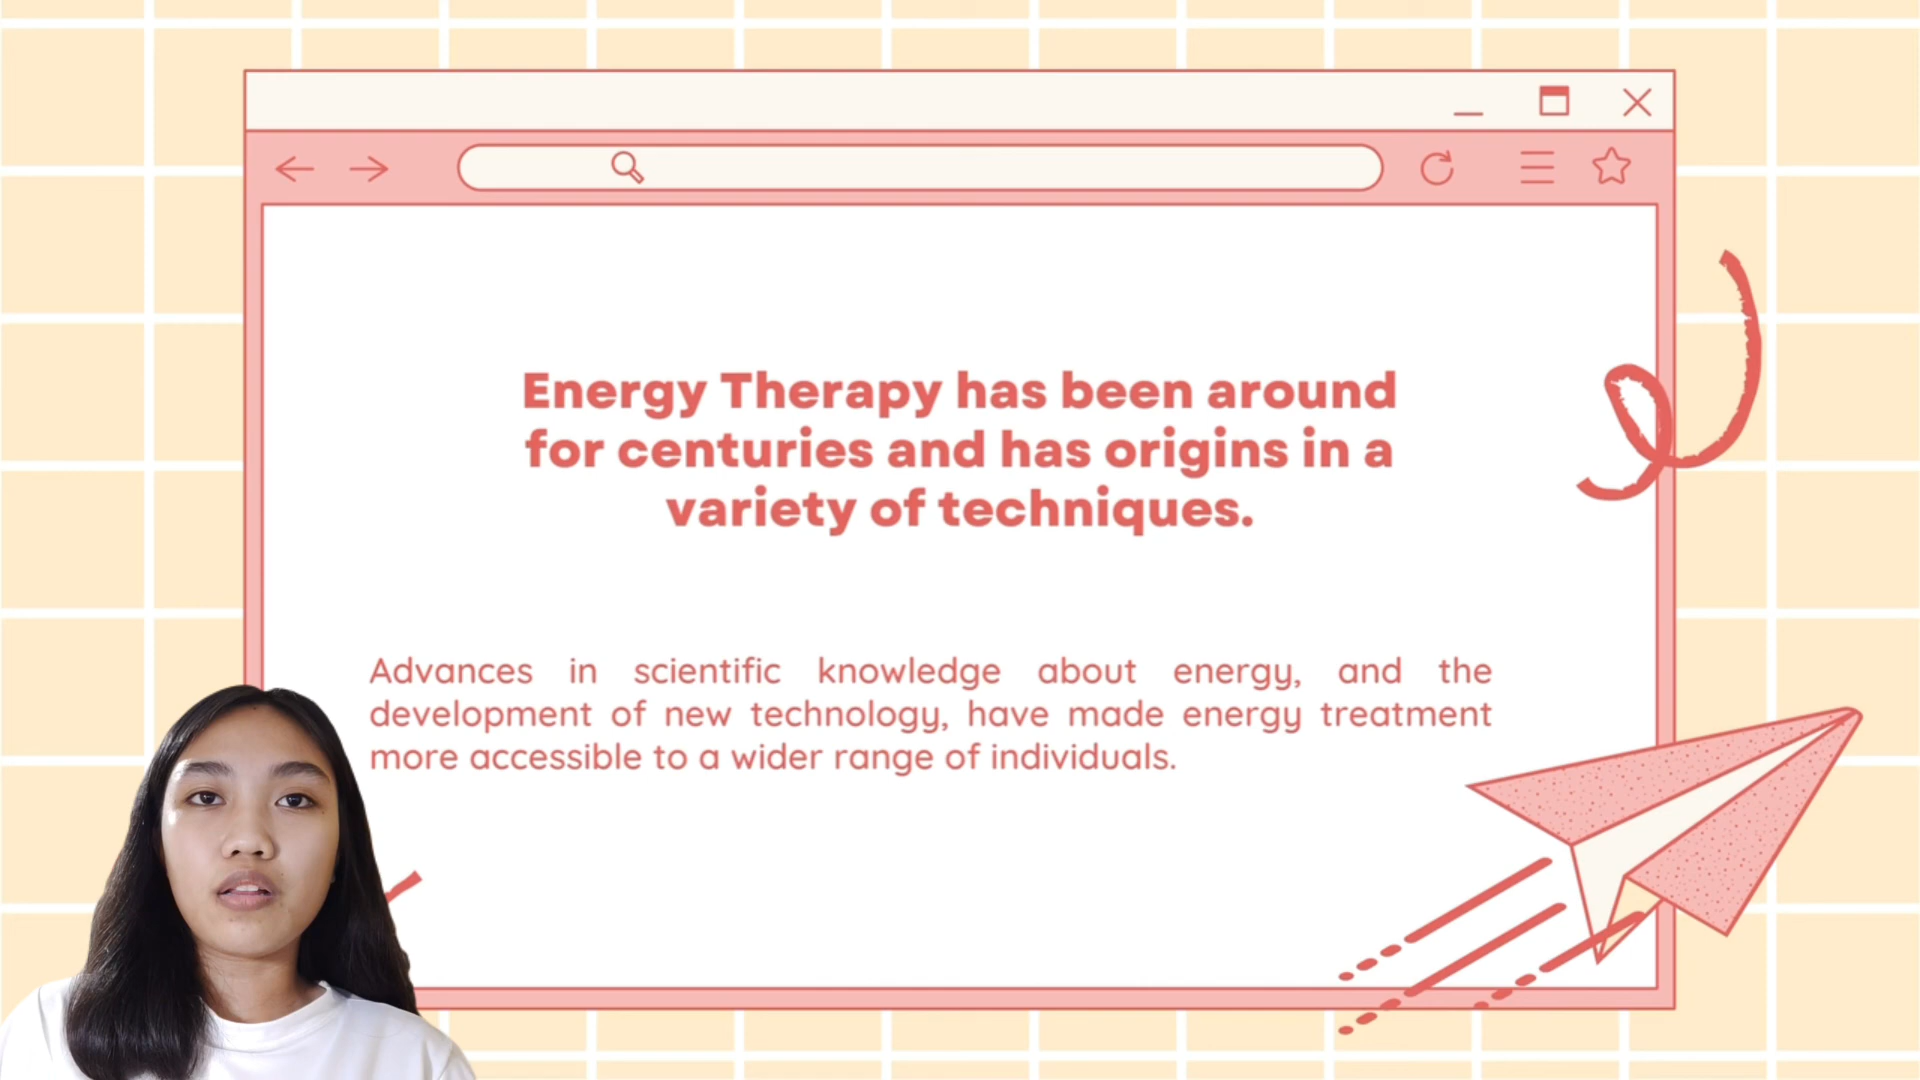 Energy Therapy has been around
for centuries and has origins in a
variety of techniques.
Advances in scientific knowledge about energy, and the
development of new technology, have made energy treatment
more accessible to a wider range of individuals.